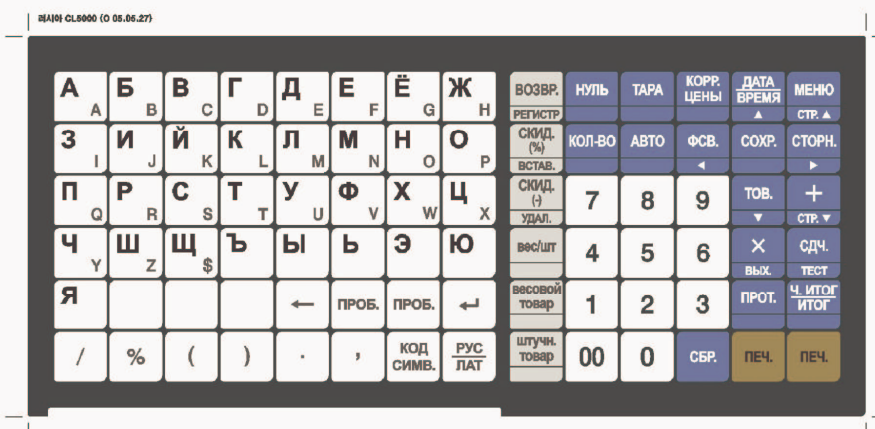 러시아 CL5000 (O 05.05.27)
А A Б B В C Г D Д E Е F Ё G Ж H ВОЗВР. РЕГИСТР НУЛЬ ТАРА КОРР. ЦЕНЫ ДАТА ВРЕМЯ ▲ МЕНЮ СТР. ▲
З I И J Й K К L Л M М N Н O О P СКИД. (%) ВСТАВ. КОЛ-ВО АВТО ФСВ. ◄ СОХР. СТОРН. ►
П Q Р R С S Т T У U Ф V Х W Ц X СКИД. (-) УДАЛ. 7 8 9 ТОВ. ▼ + СТР. ▼
Ч Y Ш Z Щ $ Ъ Ы Ь Э Ю вес/шт 4 5 6 × ВЫХ. СДЧ. ТЕСТ
Я ← ПРОБ. ПРОБ. ↵ весовой товар 1 2 3 ПРОТ. Ч. ИТОГ ИТОГ
/ % ( ) . , КОД СИМВ. РУС ЛАТ штучн. товар 00 0 СБР. ПЕЧ. ПЕЧ.